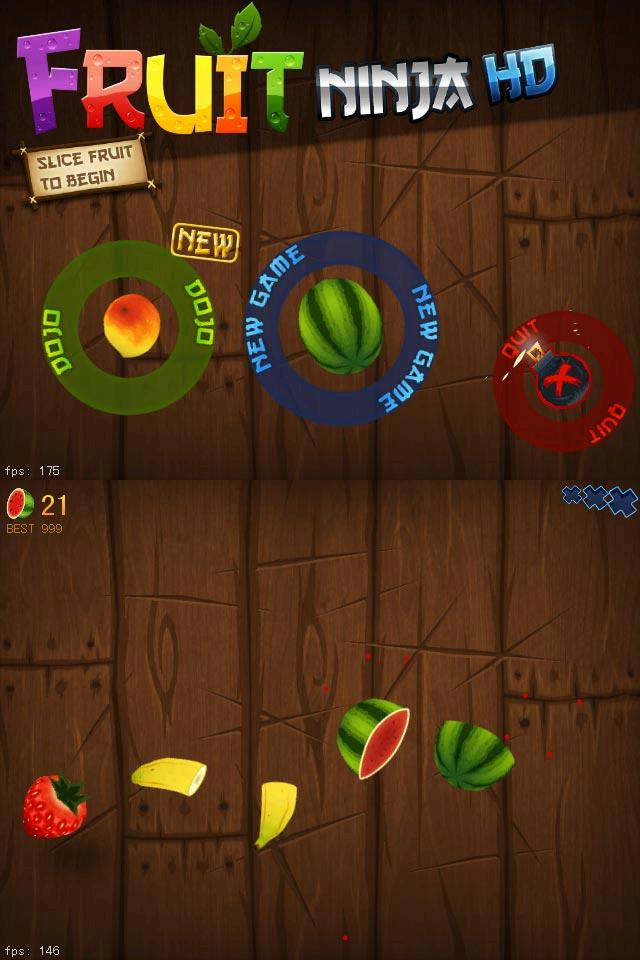 FRUIT NINJA HD
SLICE FRUIT
TO BEGIN
NEW
DOJO
DOJO
NEW GAME
NEW GAME
QUIT
QUIT
fps: 175
21
BEST 999
fps: 146